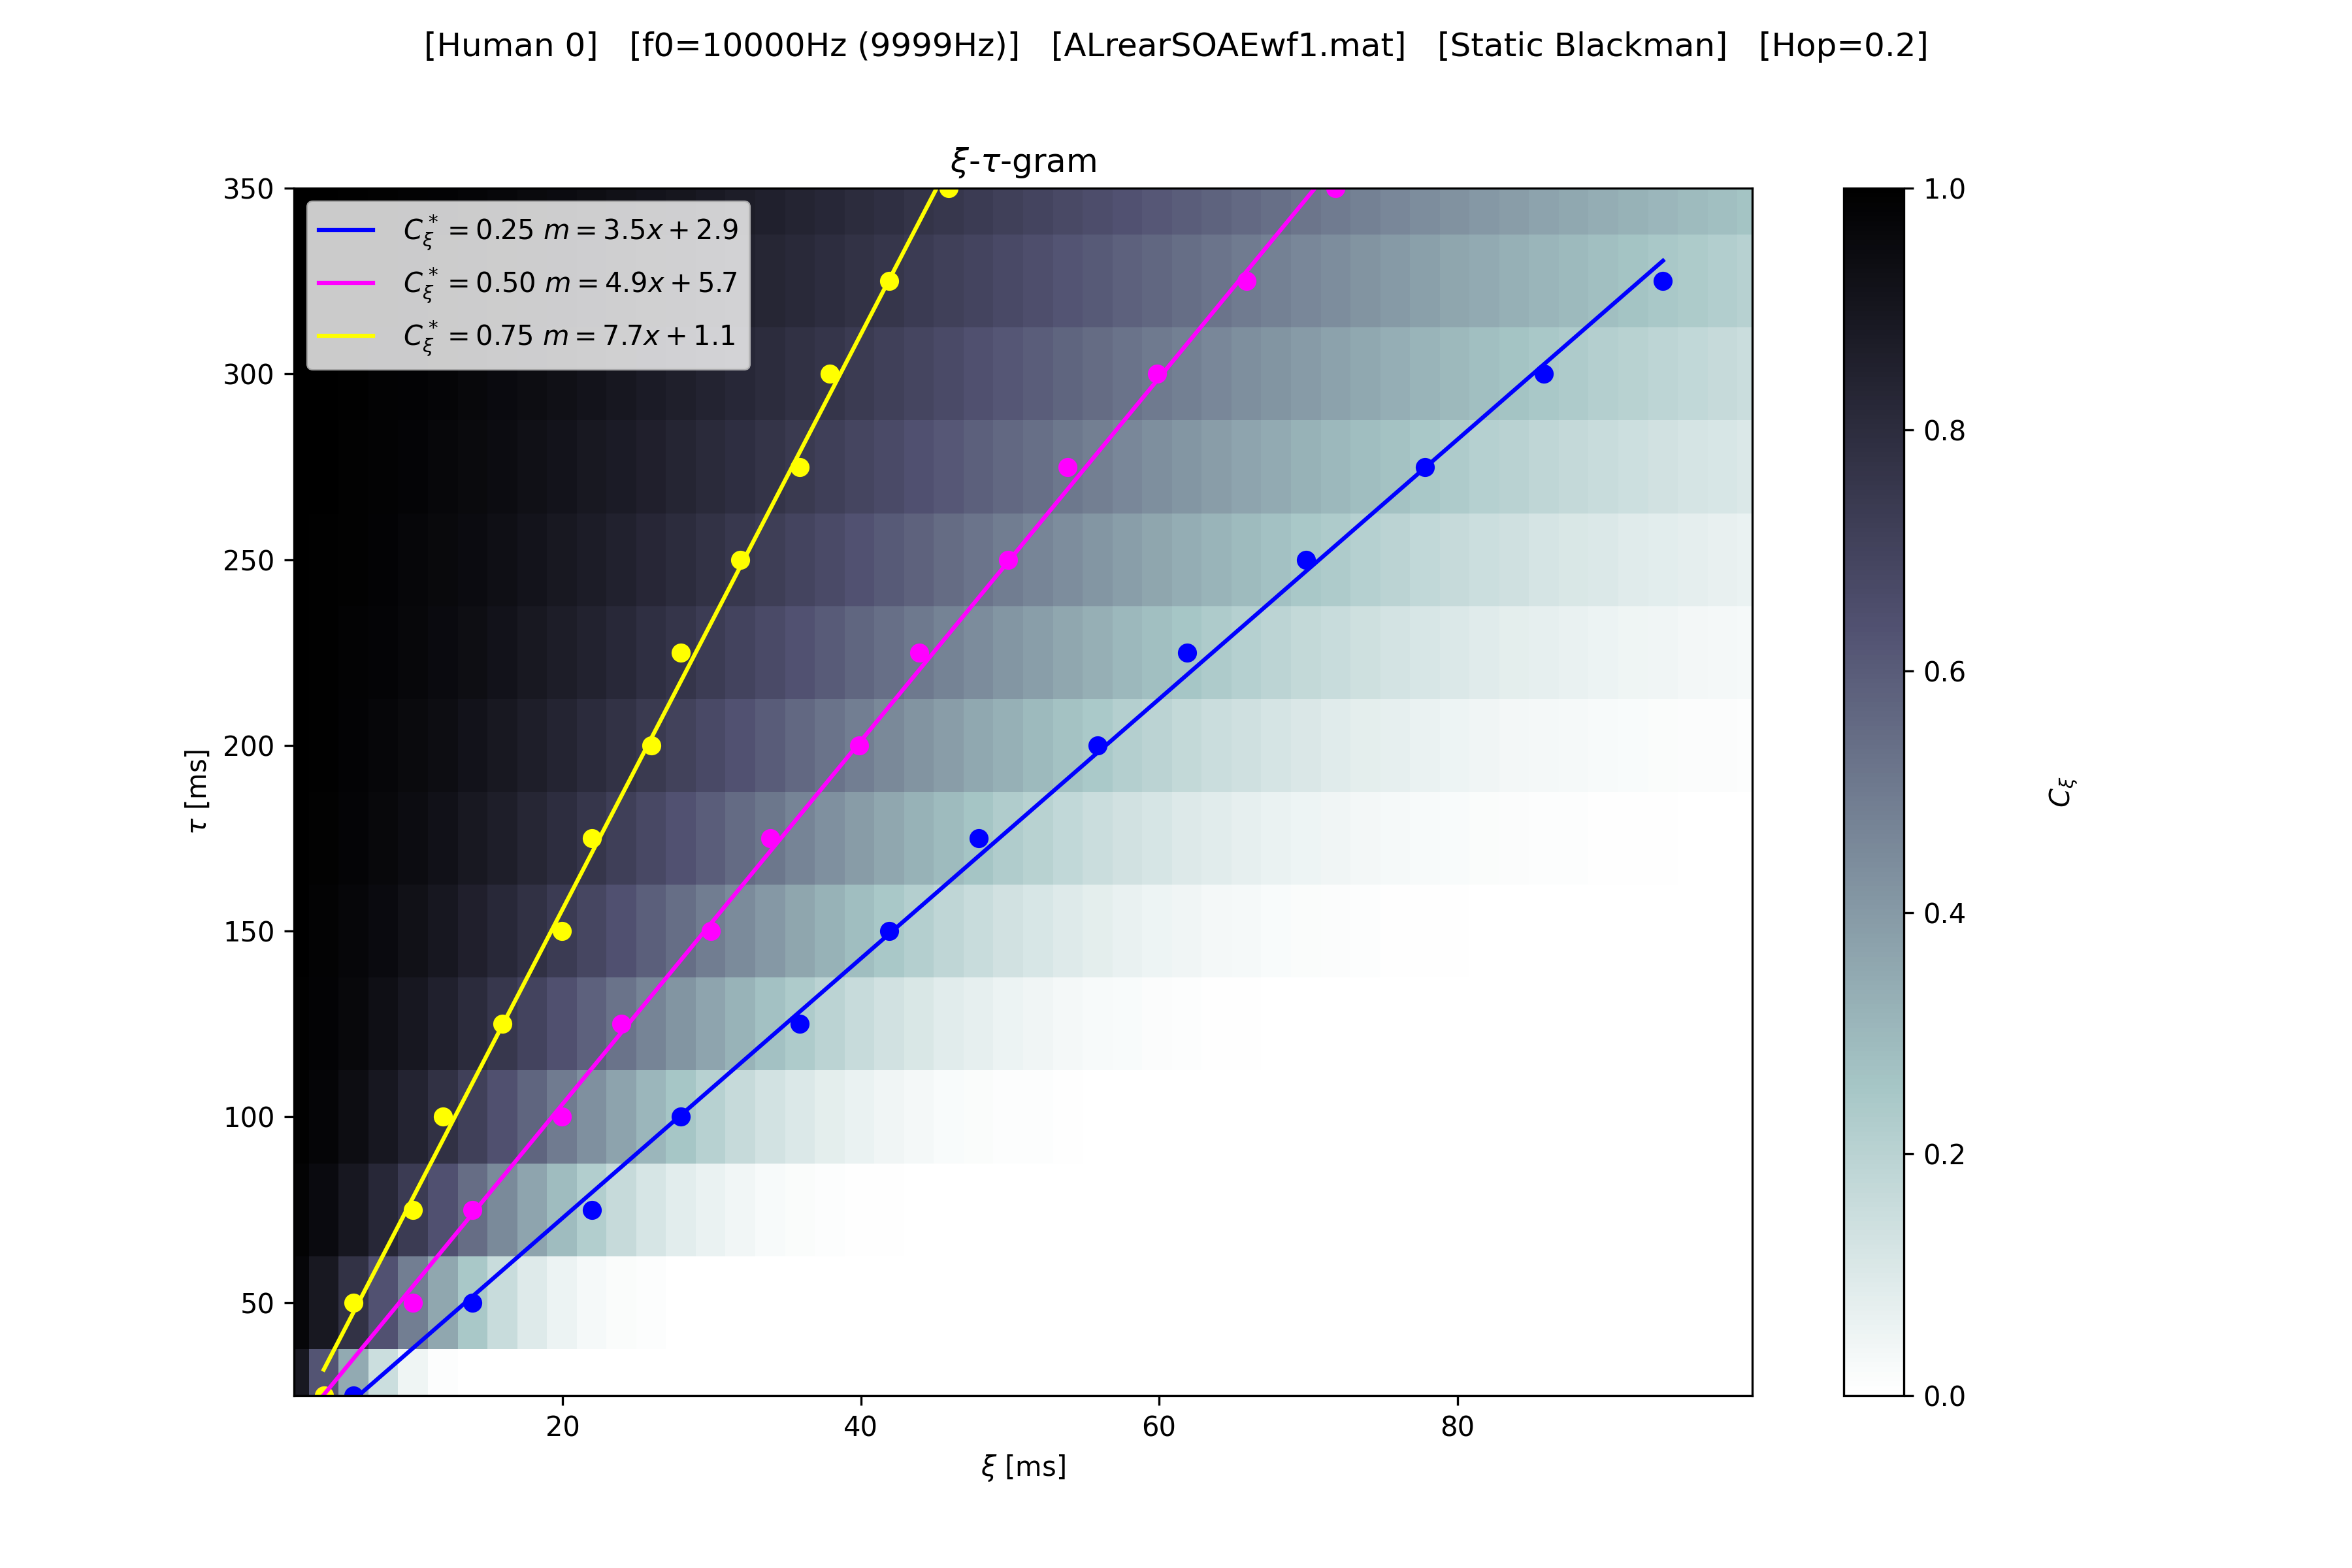 [Human 0]   [f0=10000Hz (9999Hz)]   [ALrearSOAEwf1.mat]   [Static Blackman]   [Hop=0.2]
ξ-τ-gram
C*ξ = 0.25 m = 3.5x + 2.9
C*ξ = 0.50 m = 4.9x + 5.7
C*ξ = 0.75 m = 7.7x + 1.1
350
300
250
200
150
100
50
τ [ms]
20 40 60 80
ξ [ms]
1.0
0.8
0.6
0.4
0.2
0.0
Cξ